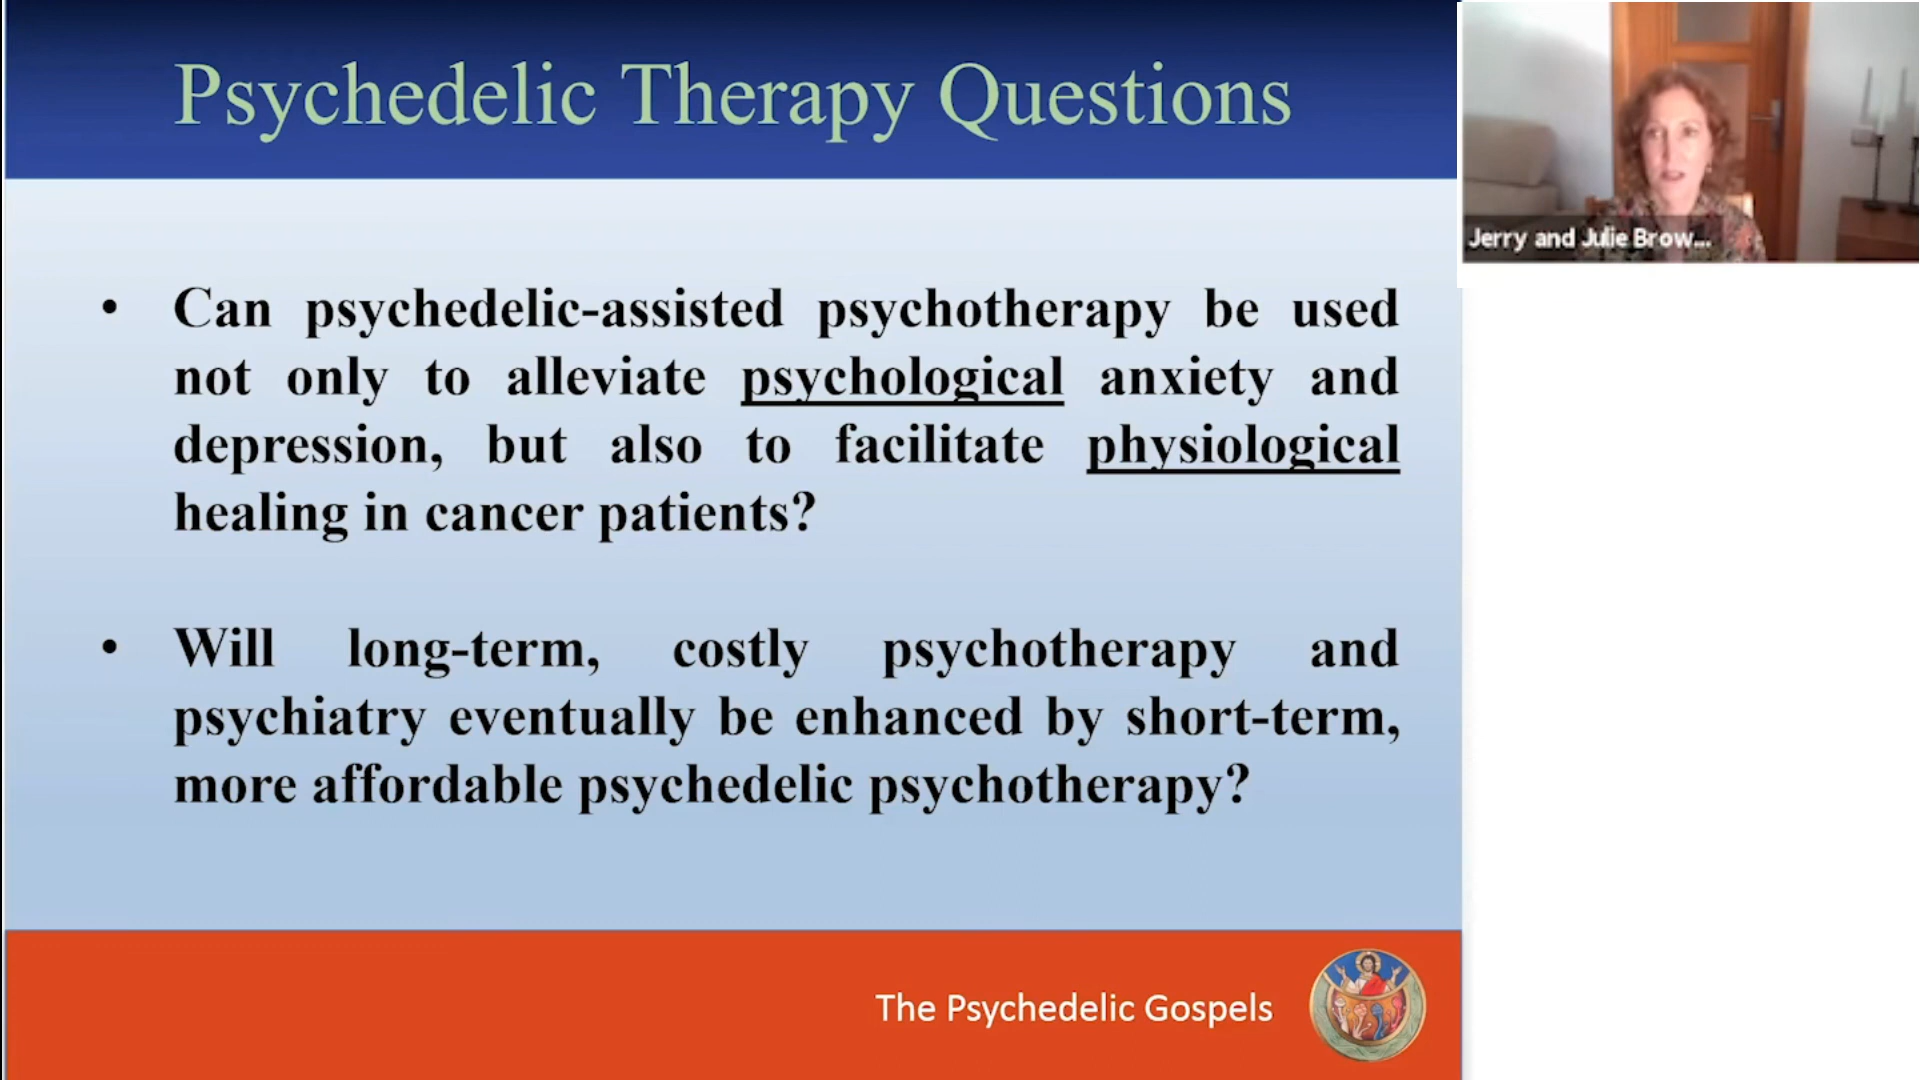 Psychedelic Therapy Questions
• Can psychedelic-assisted psychotherapy be used
not only to alleviate psychological anxiety and
depression, but also to facilitate physiological
healing in cancer patients?
• Will long-term, costly psychotherapy and
psychiatry eventually be enhanced by short-term,
more affordable psychedelic psychotherapy?
The Psychedelic Gospels
Jerry and Julie Brow...